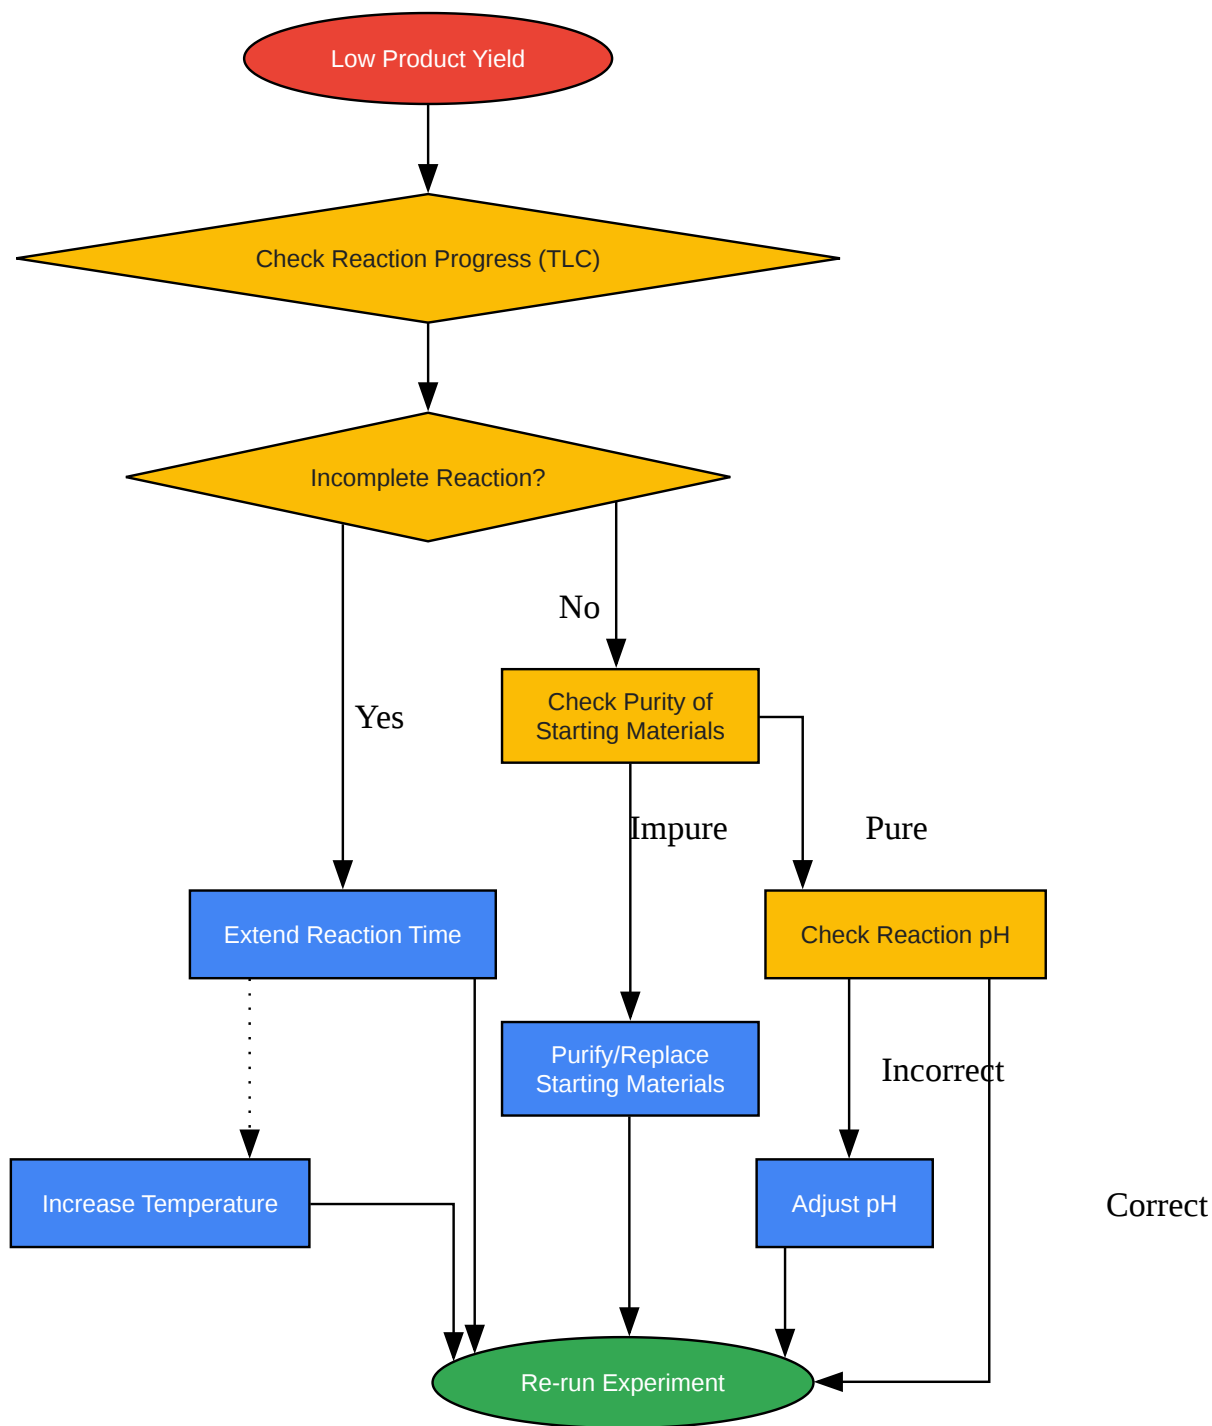 Low Product Yield
Check Reaction Progress (TLC)
Incomplete Reaction?
No
Check Purity of
Starting Materials
Yes
Impure
Pure
Extend Reaction Time
Check Reaction pH
Purify/Replace
Starting Materials
Incorrect
Increase Temperature
Adjust pH
Correct
Re-run Experiment